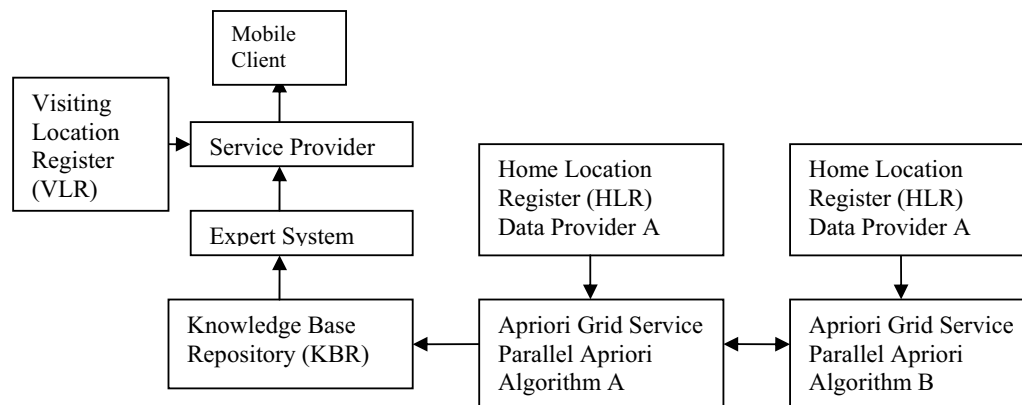 Mobile
Client
Visiting
Location
Register
(VLR)
Service Provider
Expert System
Home Location
Register (HLR)
Data Provider A
Home Location
Register (HLR)
Data Provider A
Knowledge Base
Repository (KBR)
Apriori Grid Service
Parallel Apriori
Algorithm A
Apriori Grid Service
Parallel Apriori
Algorithm B